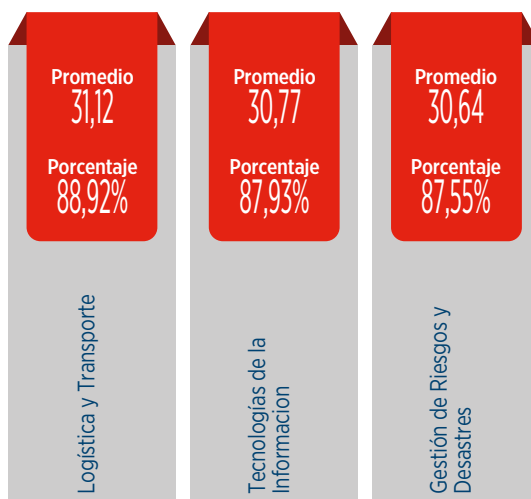 Promedio
31,12
Porcentaje
88,92%
Logística y Transporte
Promedio
30,77
Porcentaje
87,93%
Tecnologías de la
Informacion
Promedio
30,64
Porcentaje
87,55%
Gestión de Riesgos y
Desastres